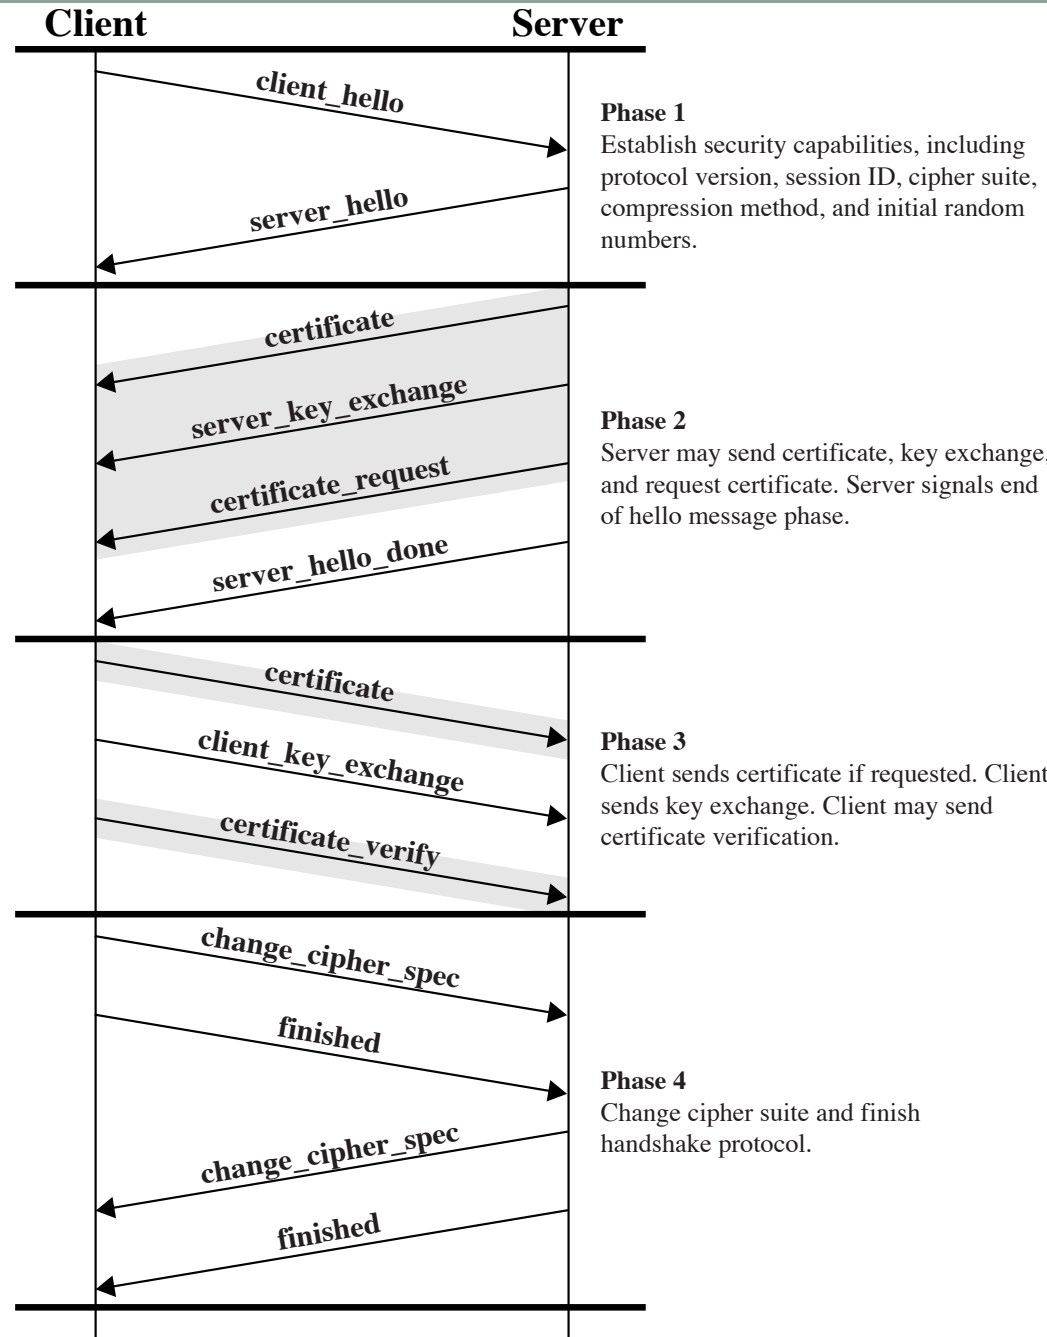 Client Server
client_hello
server_hello
Phase 1
Establish security capabilities, including
protocol version, session ID, cipher suite,
compression method, and initial random
numbers.
certificate
server_key_exchange
certificate_request
server_hello_done
Phase 2
Server may send certificate, key exchange,
and request certificate. Server signals end
of hello message phase.
certificate
client_key_exchange
certificate_verify
Phase 3
Client sends certificate if requested. Client
sends key exchange. Client may send
certificate verification.
change_cipher_spec
finished
change_cipher_spec
finished
Phase 4
Change cipher suite and finish
handshake protocol.